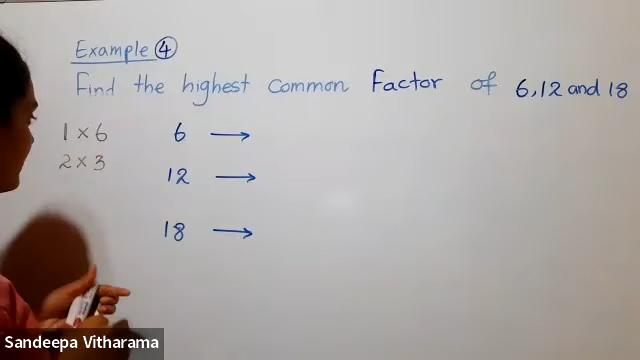 Example ④
Find the highest common Factor of 6,12 and 18
1 × 6
6 ⟶
2 × 3
12 ⟶
18 ⟶
Sandeepa Vitharama